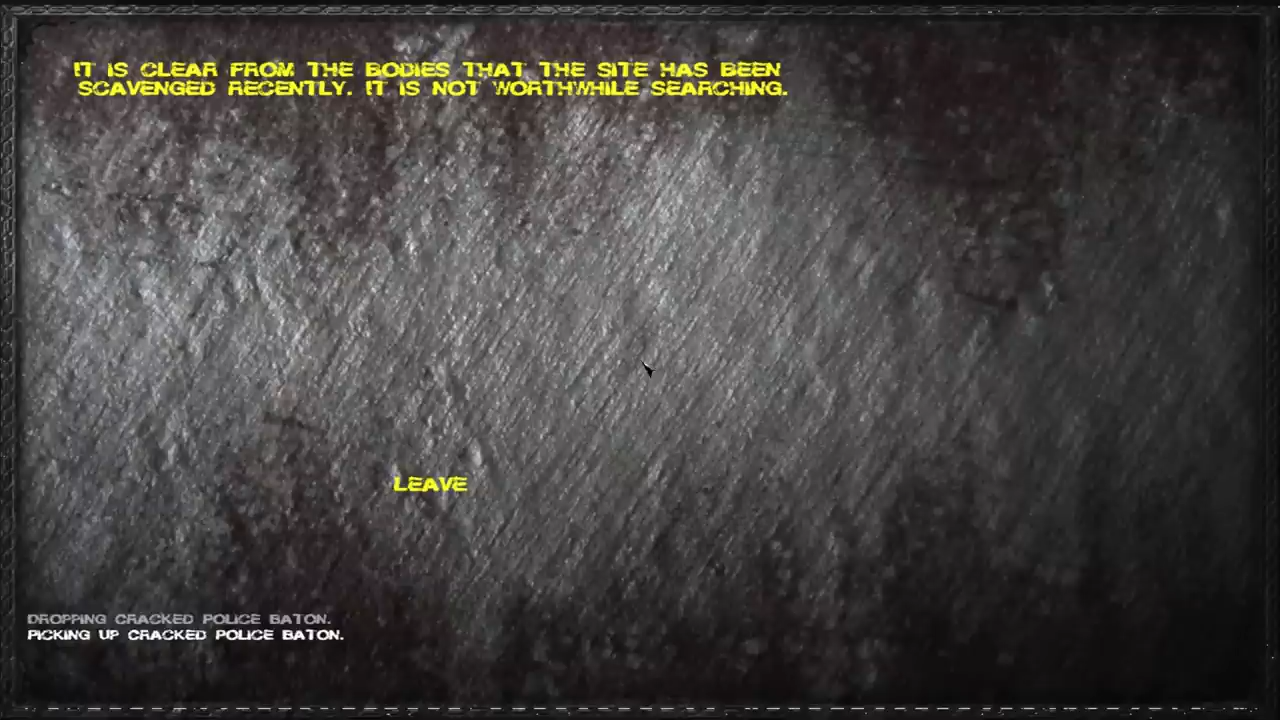 IT IS CLEAR FROM THE BODIES THAT THE SITE HAS BEEN
SCAVENGED RECENTLY. IT IS NOT WORTHWHILE SEARCHING.
LEAVE
DROPPING CRACKED POLICE BATON.
PICKING UP CRACKED POLICE BATON.